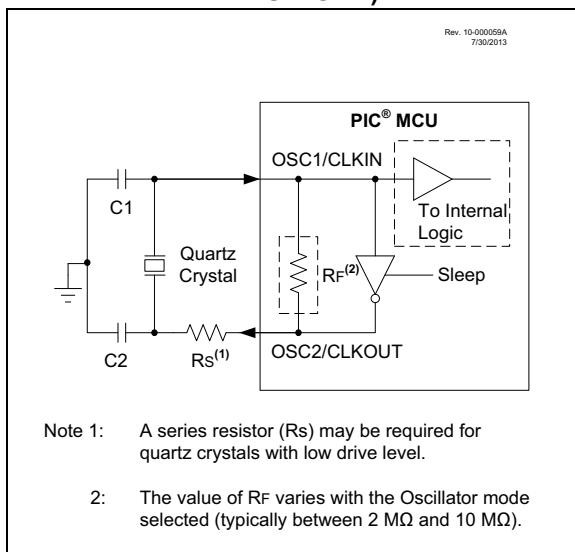 Rev. 10-000059A
7/30/2013
PIC® MCU
OSC1/CLKIN
C1
To Internal
Logic
Quartz
Crystal
RF(2)
Sleep
C2
RS(1)
OSC2/CLKOUT
Note 1: A series resistor (Rs) may be required for
quartz crystals with low drive level.
2: The value of RF varies with the Oscillator mode
selected (typically between 2 MΩ and 10 MΩ).